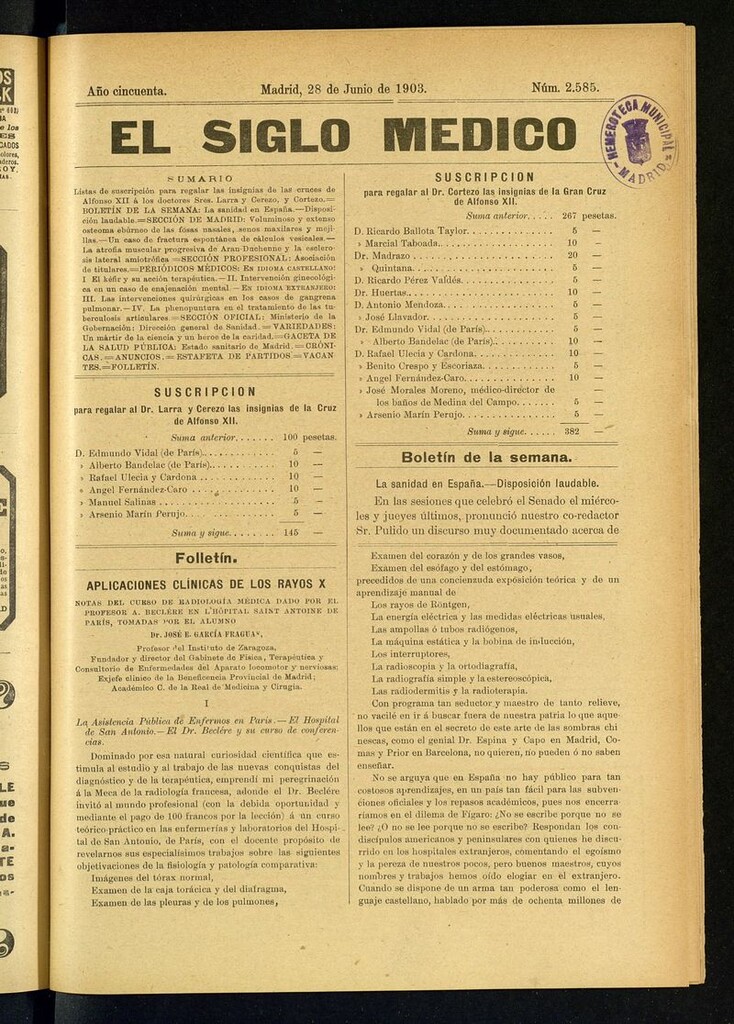 Año cincuenta.
Madrid, 28 de Junio de 1903.
Núm. 2.585.
EL SIGLO MEDICO
HEMEROTECA MUNICIPAL
MADRID
SUMARIO
Listas de suscripción para regalar las insignias de las cruces de
Alfonso XII á los doctores Sres. Larra y Cerezo, y Cortezo.=
BOLETÍN DE LA SEMANA: La sanidad en España.—Disposi-
ción laudable.=SECCIÓN DE MADRID: Voluminoso y extenso
osteoma ebúrneo de las fosas nasales, senos maxilares y meji-
llas.—Un caso de fractura espontánea de cálculos vesicales.—
La atrofia muscular progresiva de Aran-Duchenne y la esclero-
sis lateral amiotrófica=SECCIÓN PROFESIONAL: Asociación
de titulares.=PERIÓDICOS MÉDICOS: EN IDIOMA CASTELLANO:
I El kéfir y su acción terapéutica.—II. Intervención ginecológi-
ca en un caso de enajenación mental.—EN IDIOMA EXTRANJERO:
III. Las intervenciones quirúrgicas en los casos de gangrena
pulmonar.—IV. La phenopuntura en el tratamiento de las tu-
berculosis articulares=SECCIÓN OFICIAL: Ministerio de la
Gobernación: Dirección general de Sanidad.=VARIEDADES:
Un mártir de la ciencia y un héroe de la caridad.=GACETA DE
LA SALUD PÚBLICA: Estado sanitario de Madrid.=CRÓNI-
CAS.=ANUNCIOS.=ESTAFETA DE PARTIDOS.=VACAN
TES.=FOLLETÍN.
SUSCRIPCION
para regalar al Dr. Larra y Cerezo las insignias de la Cruz
de Alfonso XII.
Suma anterior....... 100 pesetas.
D. Edmundo Vidal (de París)............ 5 —
» Alberto Bandelac (de París)........... 10 —
» Rafael Ulecia y Cardona............. 10 —
» Angel Fernández-Caro............. 10 —
» Manuel Salinas................... 5 —
» Arsenio Marín Perujo............... 5 —
Suma y sigue...... 145 —
Folletín.
APLICACIONES CLÍNICAS DE LOS RAYOS X
NOTAS DEL CURSO DE RADIOLOGÍA MÉDICA DADO POR EL
PROFESOR A. BECLÉRE EN L'HÔPITAL SAINT ANTOINE DE
PARÍS, TOMADAS POR EL ALUMNO
Dr. JOSÉ E. GARCÍA FRAGUAS,
Profesor del Instituto de Zaragoza,
Fundador y director del Gabinete de Física, Terapéutica y
Consultorio de Enfermedades del Aparato locomotor y nerviosas;
Exjefe clínico de la Beneficencia Provincial de Madrid;
Académico C. de la Real de Medicina y Cirugía.
I
La Asistencia Pública de Enfermos en París.—El Hospital
de San Antonio.—El Dr. Beclére y su curso de conferen-
cias.
Dominado por esa natural curiosidad científica que es-
timula al estudio y al trabajo de las nuevas conquistas del
diagnóstico y de la terapéutica, emprendí mi peregrinación
á la Meca de la radiología francesa, adonde el Dr. Beclére
invitó al mundo profesional (con la debida oportunidad y
mediante el pago de 100 francos por la lección) á un curso
teórico-práctico en las enfermerías y laboratorios del Hospi-
tal de San Antonio, de París, con el docente propósito de
revelarnos sus especialísimos trabajos sobre las siguientes
objetivaciones de la fisiología y patología comparativa:
Imágenes del tórax normal,
Examen de la caja torácica y del diafragma,
Examen de las pleuras y de los pulmones,
SUSCRIPCION
para regalar al Dr. Cortezo las insignias de la Gran Cruz
de Alfonso XII.
Suma anterior..... 267 pesetas.
D. Ricardo Ballota Taylor............... 5 —
» Marcial Taboada.................... 10 —
Dr. Madrazo........................ 20 —
» Quintana......................... 5 —
D. Ricardo Pérez Valdés............... 5 —
Dr. Huertas......................... 10 —
D. Antonio Mendoza.................. 5 —
» José Llavador..................... 5 —
Dr. Edmundo Vidal (de París)............ 5 —
» Alberto Bandelac (de París)........... 10 —
D. Rafael Ulecia y Cardona............. 10 —
» Benito Crespo y Escoriaza............ 5 —
» Angel Fernández-Caro............... 10 —
» José Morales Moreno, médico-director de
los baños de Medina del Campo........ 5 —
» Arsenio Marín Perujo................ 5 —
Suma y sigue...... 382 —
Boletín de la semana.
La sanidad en España.—Disposición laudable.
En las sesiones que celebró el Senado el miérco-
les y jueves últimos, pronunció nuestro co-redactor
Sr. Pulido un discurso muy documentado acerca de
Examen del corazón y de los grandes vasos,
Examen del esófago y del estómago,
precedidos de una concienzuda exposición teórica y de un
aprendizaje manual de
Los rayos de Röntgen,
La energía eléctrica y las medidas eléctricas usuales,
Las ampollas ó tubos radiógenos,
La máquina estática y la bobina de inducción,
Los interruptores,
La radioscopia y la ortodiagrafía,
La radiografía simple y la estereoscópica,
Las radiodermitis y la radioterapia.
Con programa tan seductor y maestro de tanto relieve,
no vacilé en ir á buscar fuera de nuestra patria lo que aque-
llos que están en el secreto de este arte de las sombras chi
nescas, como el genial Dr. Espina y Capo en Madrid, Co-
mas y Prior en Barcelona, no quieren, no pueden ó no saben
enseñar.
No se arguya que en España no hay público para tan
costosos aprendizajes, en un país tan fácil para las subven-
ciones oficiales y los repasos académicos, pues nos encerra-
ríamos en el dilema de Fígaro: ¿No se escribe porque no se
lee? ¿O no se lee porque no se escribe? Respondan los con-
discípulos americanos y peninsulares con quienes he discu-
rrido en los hospitales extranjeros, comentando el egoísmo
y la pereza de nuestros pocos, pero buenos maestros, cuyos
nombres y trabajos hemos oído elogiar en el extranjero.
Cuando se dispone de un arma tan poderosa como el len-
guaje castellano, hablado por más de ochenta millones de